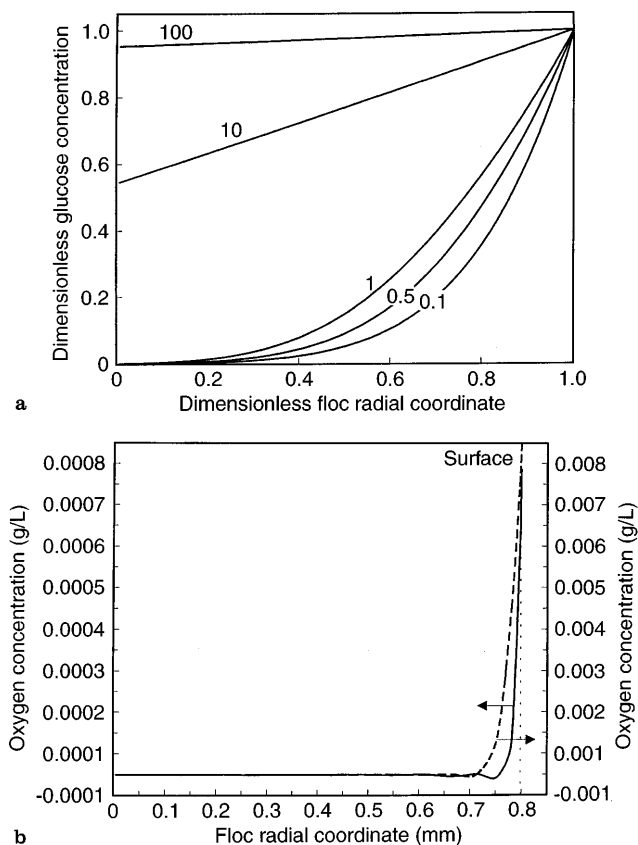 1.0
0.8
0.6
0.4
0.2
0
Dimensionless glucose concentration
100
10
1
0.5
0.1
0 0.2 0.4 0.6 0.8 1.0
Dimensionless floc radial coordinate
a
Surface
0.0008
0.0007
0.0006
0.0005
0.0004
0.0003
0.0002
0.0001
-0.0001
Oxygen concentration (g/L)
0.008
0.007
0.006
0.005
0.004
0.003
0.002
0.001
-0.001
Oxygen concentration (g/L)
0 0.1 0.2 0.3 0.4 0.5 0.6 0.7 0.8
Floc radial coordinate (mm)
b